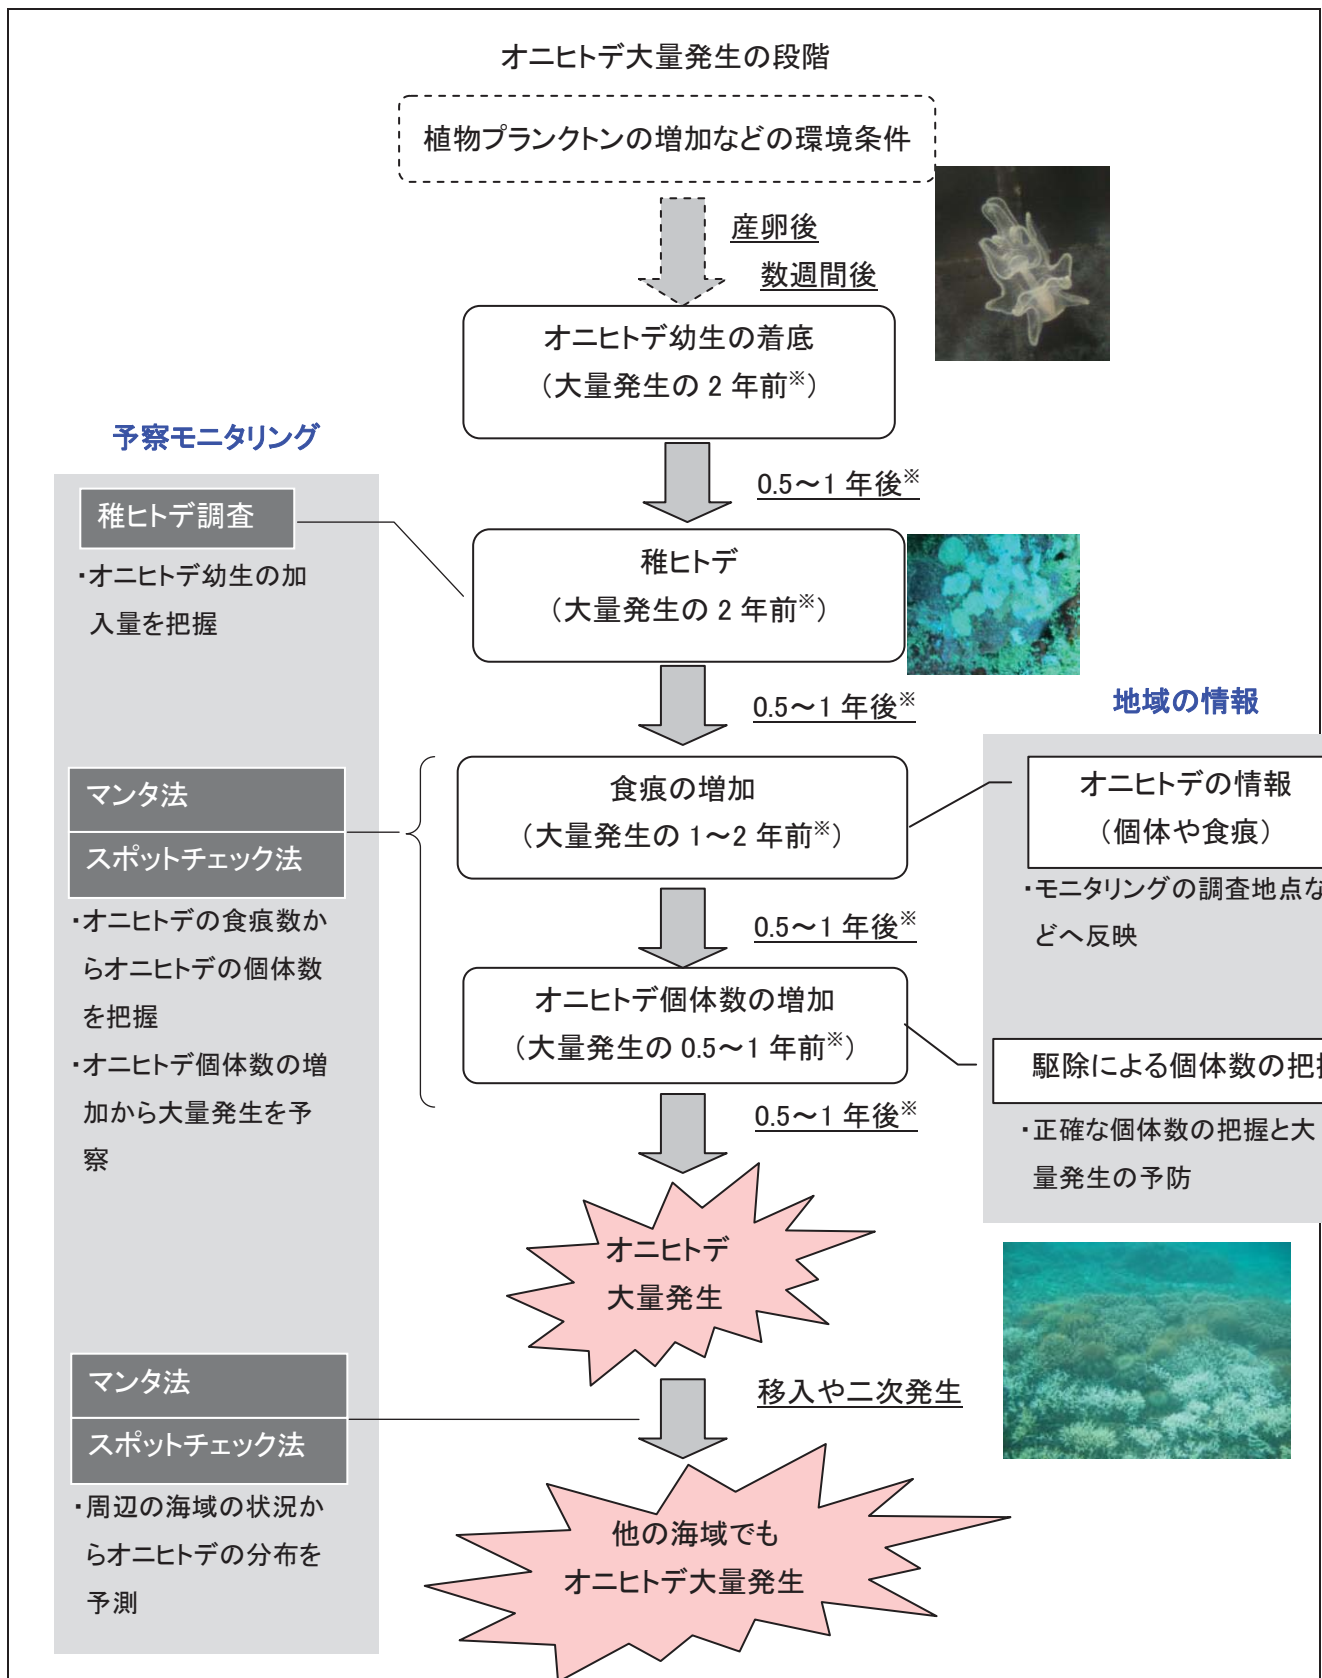 オニヒトデ大量発生の段階
植物プランクトンの増加などの環境条件
産卵後
数週間後
オニヒトデ幼生の着底
（大量発生の 2 年前※）
予察モニタリング
0.5～1 年後※
稚ヒトデ調査
・オニヒトデ幼生の加
入量を把握
稚ヒトデ
（大量発生の 2 年前※）
0.5～1 年後※
地域の情報
マンタ法
スポットチェック法
・オニヒトデの食痕数か
らオニヒトデの個体数
を把握
・オニヒトデ個体数の増
加から大量発生を予
察
食痕の増加
（大量発生の 1～2 年前※）
オニヒトデの情報
（個体や食痕）
・モニタリングの調査地点な
どへ反映
0.5～1 年後※
オニヒトデ個体数の増加
（大量発生の 0.5～1 年前※）
駆除による個体数の把
・正確な個体数の把握と大
量発生の予防
0.5～1 年後※
オニヒトデ
大量発生
マンタ法
スポットチェック法
・周辺の海域の状況か
らオニヒトデの分布を
予測
移入や二次発生
他の海域でも
オニヒトデ大量発生